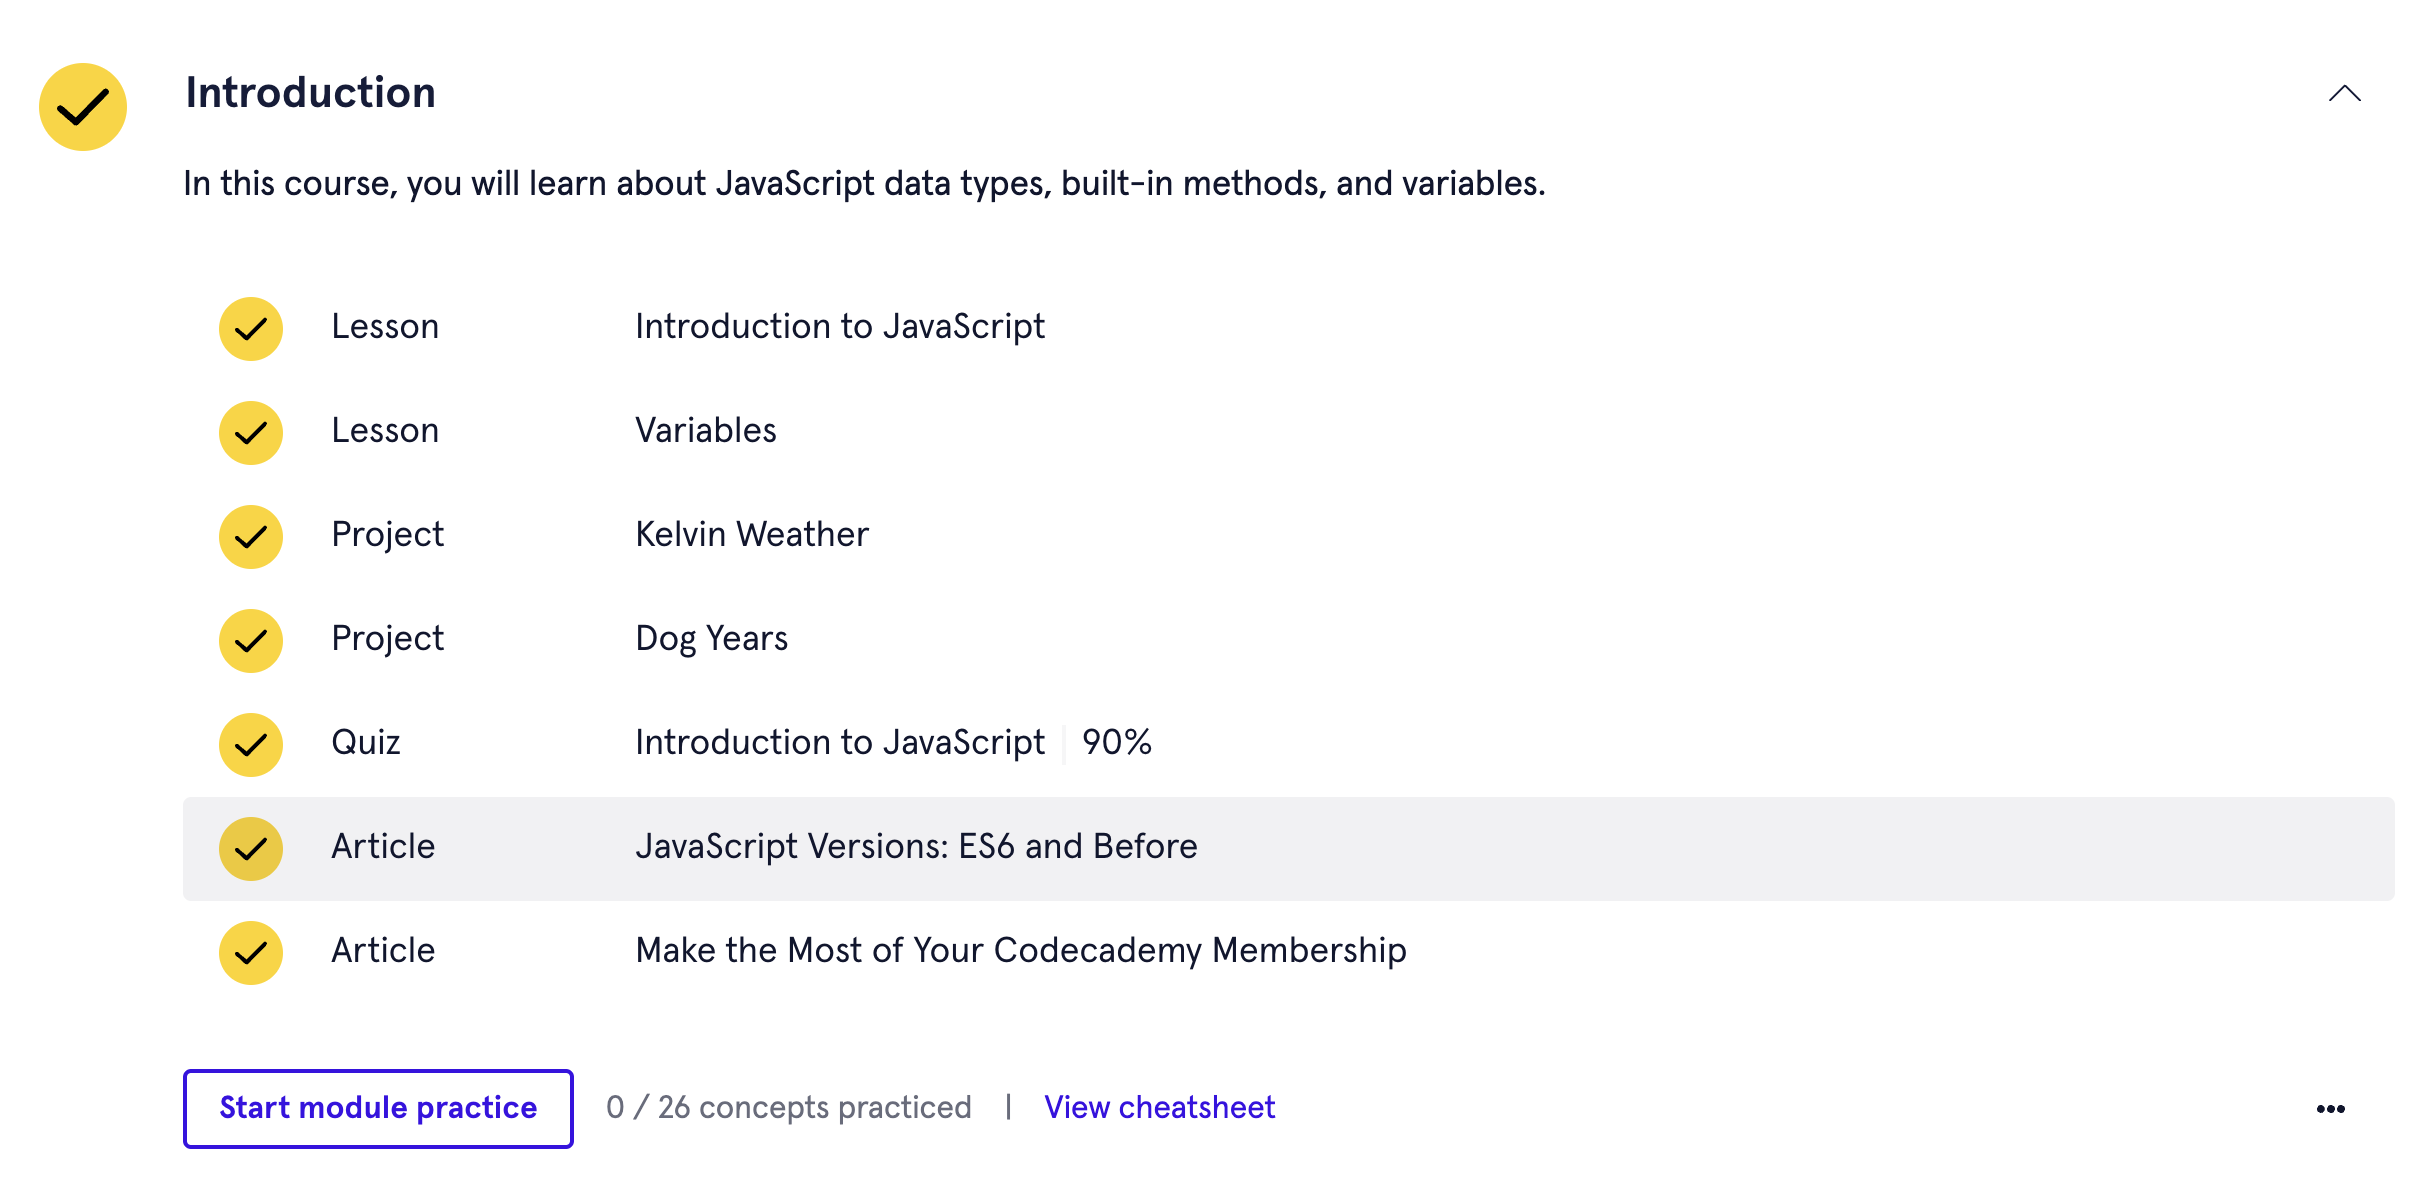 Introduction
In this course, you will learn about JavaScript data types, built-in methods, and variables.
Lesson Introduction to JavaScript
Lesson Variables
Project Kelvin Weather
Project Dog Years
Quiz Introduction to JavaScript 90%
Article JavaScript Versions: ES6 and Before
Article Make the Most of Your Codecademy Membership
Start module practice 0 / 26 concepts practiced | View cheatsheet